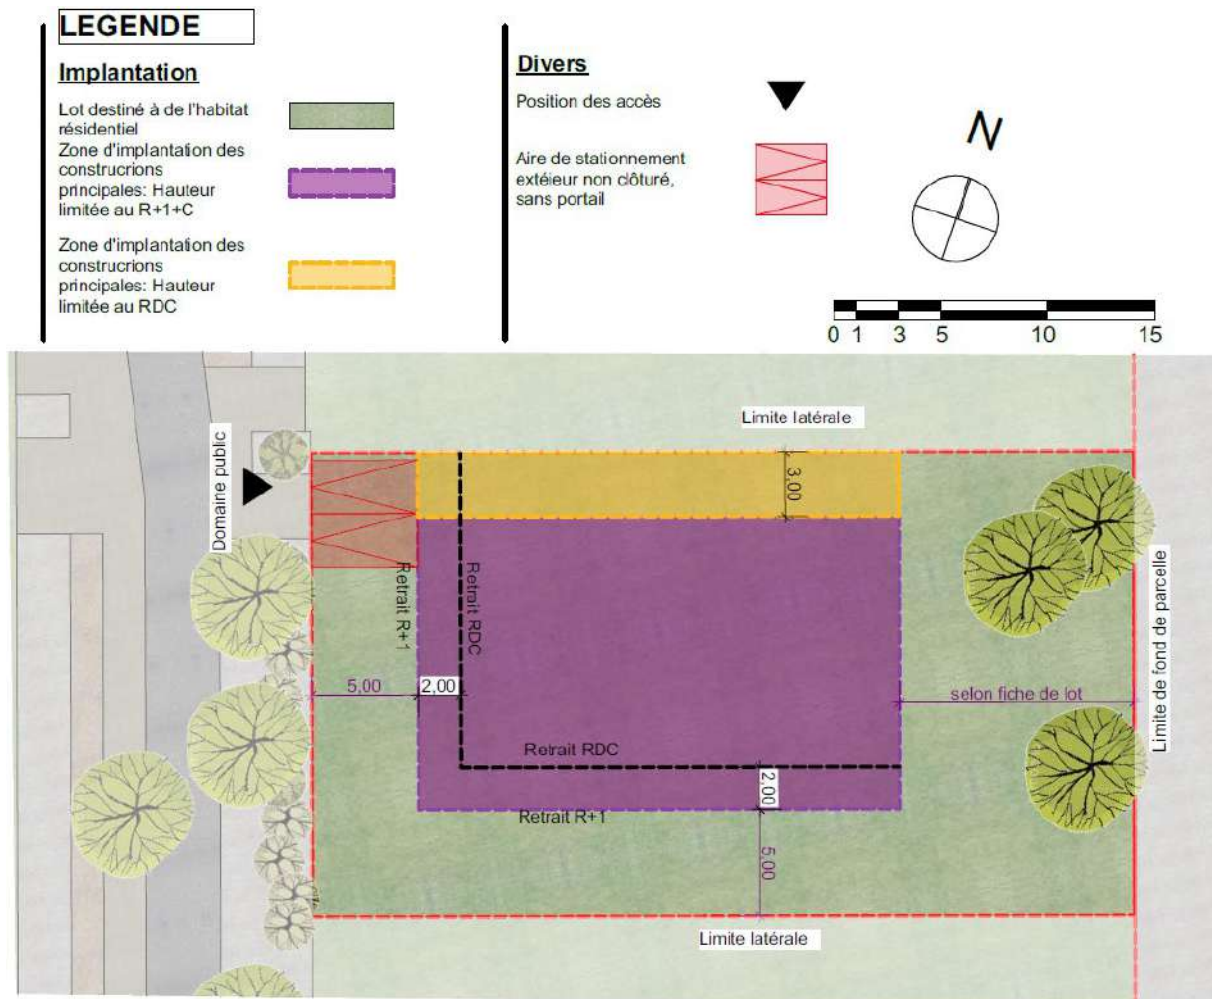 LEGENDE
Implantation
Lot destiné à de l'habitat
résidentiel
Zone d'implantation des
construcrions
principales: Hauteur
limitée au R+1+C
Zone d'implantation des
construcrions
principales: Hauteur
limitée au RDC
Divers
Position des accès
Aire de stationnement
extéieur non clôturé,
sans portail
N
0 1 3 5 10 15
Limite latérale
Domaine public
3,00
Retrait R+1
Retrait RDC
5,00
2,00
selon fiche de lot
Limite de fond de parcelle
Retrait RDC
2,00
Retrait R+1
5,00
Limite latérale